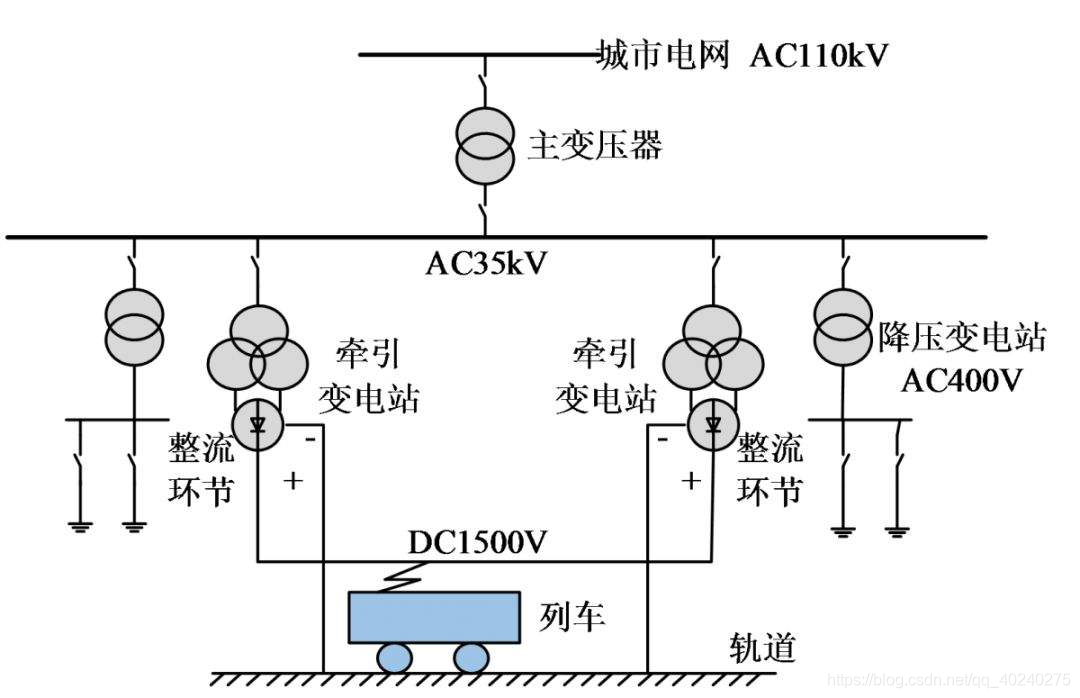 城市电网 AC110kV
主变压器
AC35kV
牵引
变电站
牵引
变电站
降压变电站
AC400V
整流
环节
-
+
-
+
整流
环节
DC1500V
列车
轨道
https://blog.csdn.net/qq_40240275